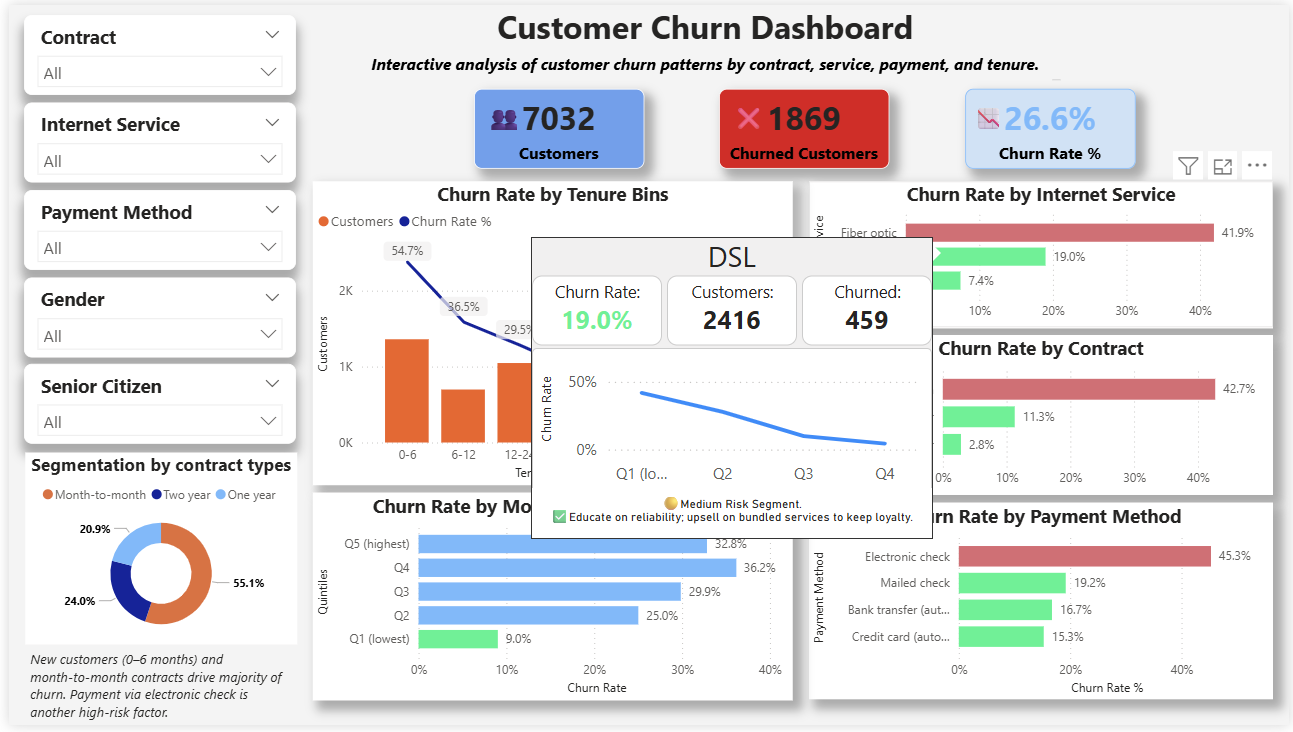 Customer Churn Dashboard
Interactive analysis of customer churn patterns by contract, service, payment, and tenure.
Contract
All
Internet Service
All
Payment Method
All
Gender
All
Senior Citizen
All
7032
Customers
1869
Churned Customers
26.6%
Churn Rate %
Segmentation by contract types
Month-to-month Two year One year
20.9%
55.1%
24.0%
New customers (0–6 months) and
month-to-month contracts drive majority of
churn. Payment via electronic check is
another high-risk factor.
Churn Rate by Tenure Bins
Customers Churn Rate %
54.7%
36.5%
29.5%
2K
1K
0K
Customers
0-6 6-12 12-24
DSL
Churn Rate: Customers: Churned:
19.0% 2416 459
Churn Rate
50%
0%
Q1 (lo... Q2 Q3 Q4
Medium Risk Segment.
Educate on reliability; upsell on bundled services to keep loyalty.
Churn Rate by Internet Service
Fiber optic 41.9%
19.0%
7.4%
10% 20% 30% 40%
Churn Rate by Contract
42.7%
11.3%
2.8%
0% 10% 20% 30% 40%
Churn Rate by Mo
Quintiles
Q5 (highest) 32.8%
Q4 36.2%
Q3 29.9%
Q2 25.0%
Q1 (lowest) 9.0%
0% 10% 20% 30% 40%
Churn Rate
rn Rate by Payment Method
Payment Method
Electronic check 45.3%
Mailed check 19.2%
Bank transfer (aut... 16.7%
Credit card (auto... 15.3%
0% 20% 40%
Churn Rate %